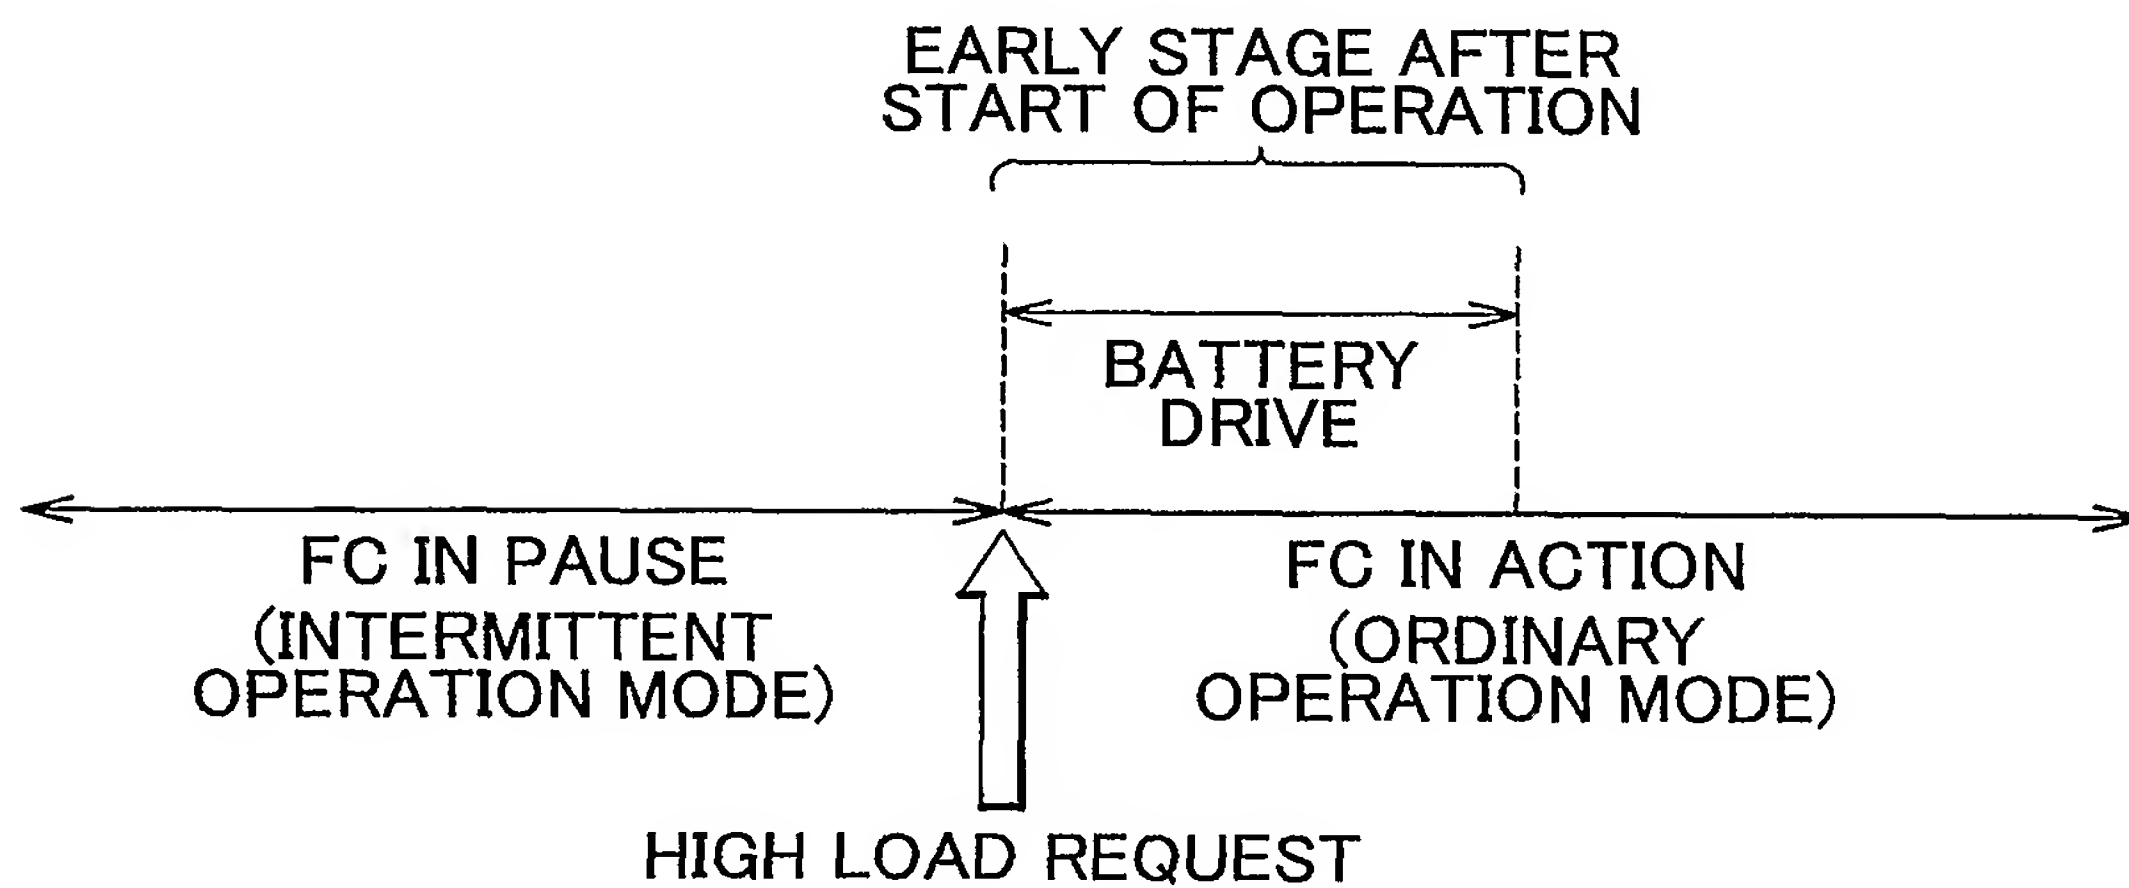 EARLY STAGE AFTER
START OF OPERATION
BATTERY
DRIVE
FC IN PAUSE
(INTERMITTENT
OPERATION MODE)
FC IN ACTION
(ORDINARY
OPERATION MODE)
HIGH LOAD REQUEST